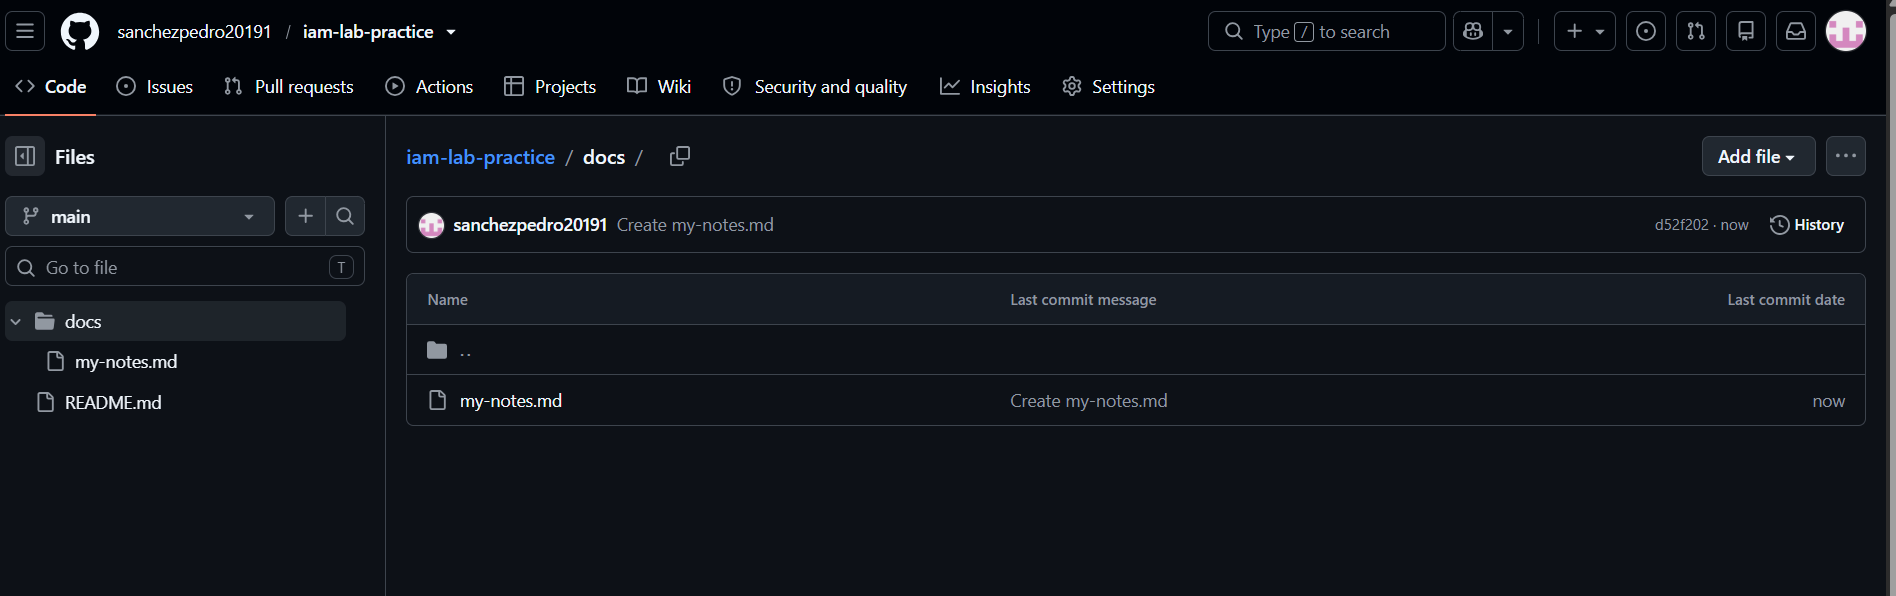 sanchezpedro20191 / iam-lab-practice
Type / to search
Code Issues Pull requests Actions Projects Wiki Security and quality Insights Settings
Files
main
Go to file T
docs
my-notes.md
README.md
iam-lab-practice / docs /
Add file
sanchezpedro20191 Create my-notes.md d52f202 · now History
Name Last commit message Last commit date
..
my-notes.md Create my-notes.md now